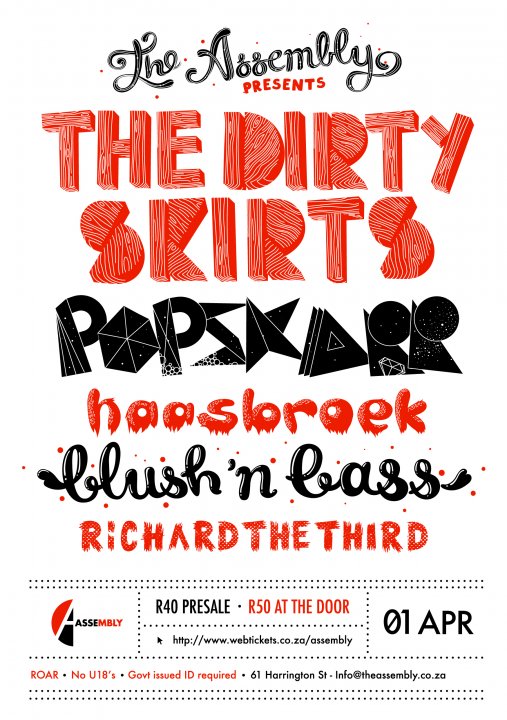 The Assembly
PRESENTS
THE DIRTY
SKIRTS
POPSKARR
haasbroek
blush 'n bass
RiCHARDTHETHIRD
ASSEMBLY
R40 PRESALE • R50 AT THE DOOR
http://www.webtickets.co.za/assembly
01 APR
ROAR • No U18's • Govt issued ID required • 61 Harrington St - Info@theassembly.co.za